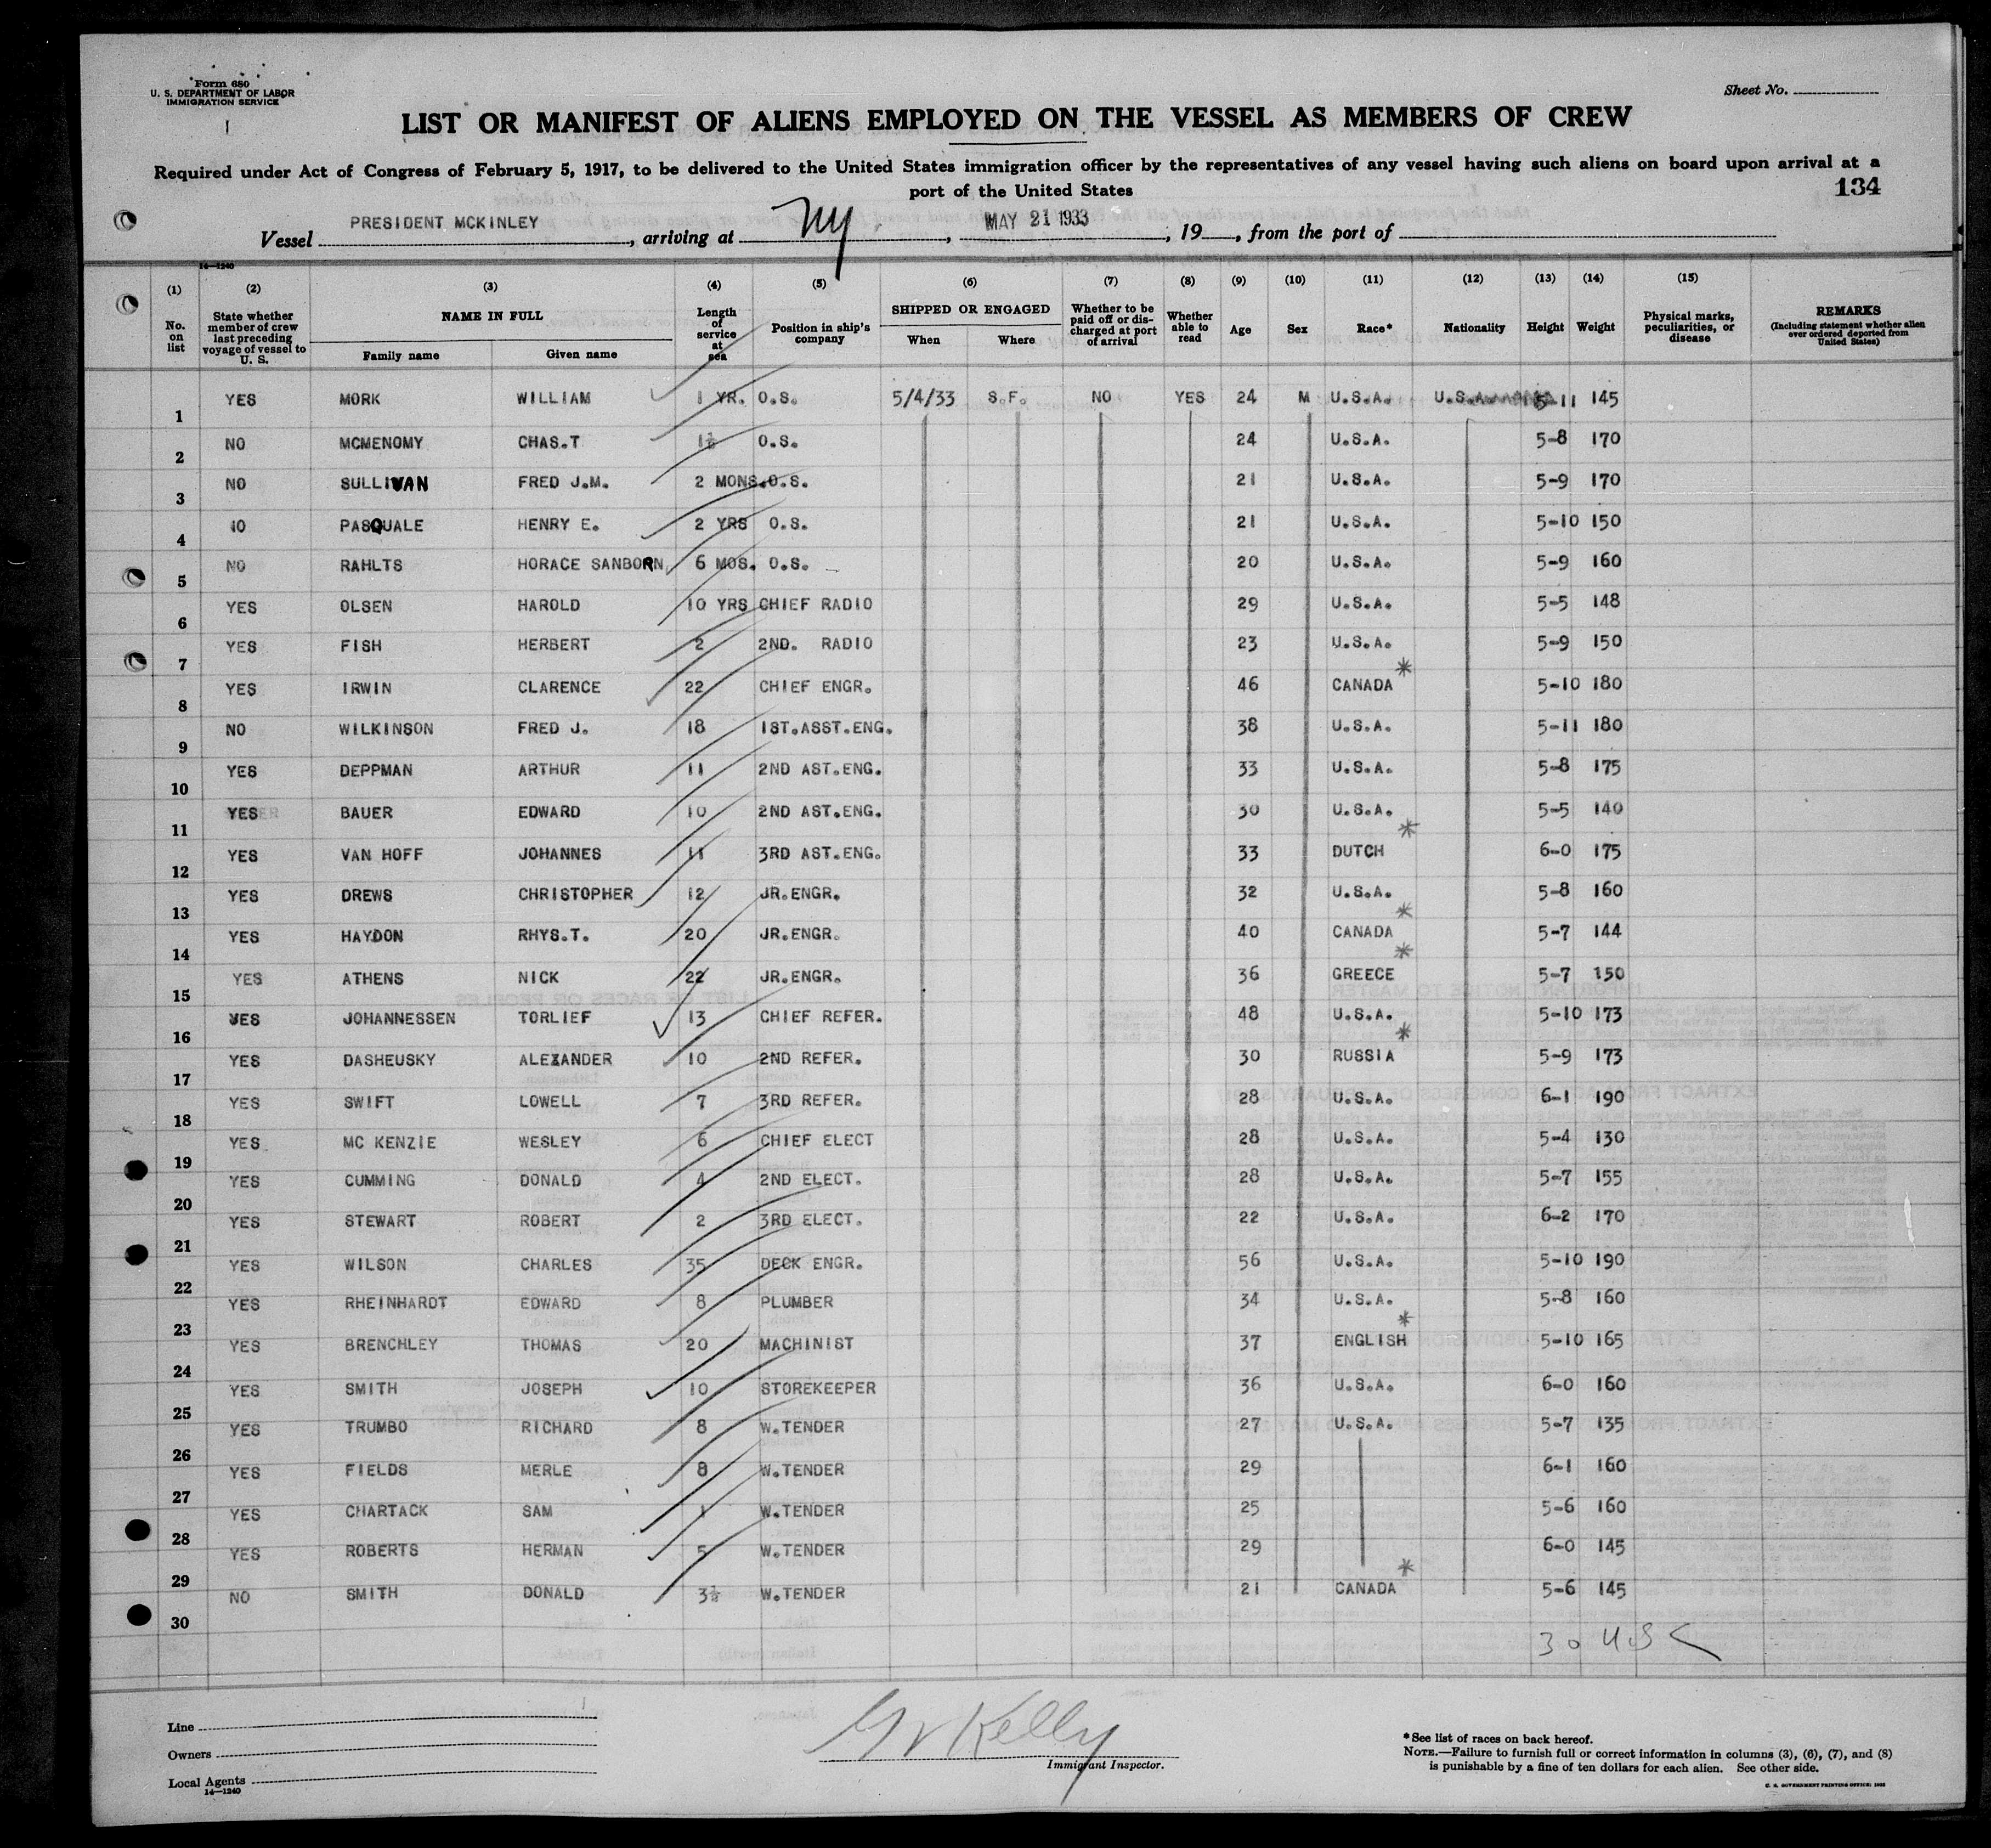 Form 680
U. S. DEPARTMENT OF LABOR
IMMIGRATION SERVICE
Sheet No.
LIST OR MANIFEST OF ALIENS EMPLOYED ON THE VESSEL AS MEMBERS OF CREW
Required under Act of Congress of February 5, 1917, to be delivered to the United States immigration officer by the representatives of any vessel having such aliens on board upon arrival at a
port of the United States
134
Vessel PRESIDENT MCKINLEY, arriving at NY, MAY 21 1933, 19, from the port of
14—1240
(1) (2) (3) (4) (5) (6) (7) (8) (9) (10) (11) (12) (13) (14) (15)
No. on list State whether member of crew last preceding voyage of vessel to U. S. NAME IN FULL Family name Given name Length of service at sea Position in ship's company SHIPPED OR ENGAGED When Where Whether to be paid off or discharged at port of arrival Whether able to read Age Sex Race* Nationality Height Weight Physical marks, peculiarities, or disease REMARKS (Including statement whether alien ever ordered deported from United States)
1 YES MORK WILLIAM 1 YR. O.S. 5/4/33 S.F. NO YES 24 M U.S.A. U.S.A. 5-11 145
2 NO MCMENOMY CHAS.T 1½ O.S. 24 U.S.A. 5-8 170
3 NO SULLIVAN FRED J.M. 2 MONS. O.S. 21 U.S.A. 5-9 170
4 NO PASQUALE HENRY E. 2 YRS O.S. 21 U.S.A. 5-10 150
5 NO RAHLTS HORACE SANBORN 6 MOS. O.S. 20 U.S.A. 5-9 160
6 YES OLSEN HAROLD 10 YRS CHIEF RADIO 29 U.S.A. 5-5 148
7 YES FISH HERBERT 2 2ND. RADIO 23 U.S.A. 5-9 150
8 YES IRWIN CLARENCE 22 CHIEF ENGR. 46 CANADA * 5-10 180
9 NO WILKINSON FRED J. 18 1ST.ASST.ENG. 38 U.S.A. 5-11 180
10 YES DEPPMAN ARTHUR 11 2ND AST.ENG. 33 U.S.A. 5-8 175
11 YES BAUER EDWARD 10 2ND AST.ENG. 30 U.S.A. 5-5 140
12 YES VAN HOFF JOHANNES 11 3RD AST.ENG. 33 DUTCH * 6-0 175
13 YES DREWS CHRISTOPHER 12 JR.ENGR. 32 U.S.A. 5-8 160
14 YES HAYDON RHYS.T. 20 JR.ENGR. 40 CANADA * 5-7 144
15 YES ATHENS NICK 22 JR.ENGR. 36 GREECE * 5-7 150
16 YES JOHANNESSEN TORLIEF 13 CHIEF REFER. 48 U.S.A. 5-10 173
17 YES DASHEUSKY ALEXANDER 10 2ND REFER. 30 RUSSIA * 5-9 173
18 YES SWIFT LOWELL 7 3RD REFER. 28 U.S.A. 6-1 190
19 YES MC KENZIE WESLEY 6 CHIEF ELECT 28 U.S.A. 5-4 130
20 YES CUMMING DONALD 4 2ND ELECT. 28 U.S.A. 5-7 155
21 YES STEWART ROBERT 2 3RD ELECT. 22 U.S.A. 6-2 170
22 YES WILSON CHARLES 35 DECK ENGR. 56 U.S.A. 5-10 190
23 YES RHEINHARDT EDWARD 8 PLUMBER 34 U.S.A. 5-8 160
24 YES BRENCHLEY THOMAS 20 MACHINIST 37 ENGLISH * 5-10 165
25 YES SMITH JOSEPH 10 STOREKEEPER 36 U.S.A. 6-0 160
26 YES TRUMBO RICHARD 8 W.TENDER 27 U.S.A. 5-7 135
27 YES FIELDS MERLE 8 W.TENDER 29 6-1 160
28 YES CHARTACK SAM 1 W.TENDER 25 5-6 160
29 YES ROBERTS HERMAN 5 W.TENDER 29 6-0 145
30 NO SMITH DONALD 3½ W.TENDER 21 CANADA * 5-6 145
30 USC
Line
Owners
Local Agents
14—1240
Kelly
Immigrant Inspector.
* See list of races on back hereof.
NOTE.—Failure to furnish full or correct information in columns (3), (6), (7), and (8)
is punishable by a fine of ten dollars for each alien. See other side.
U. S. GOVERNMENT PRINTING OFFICE: